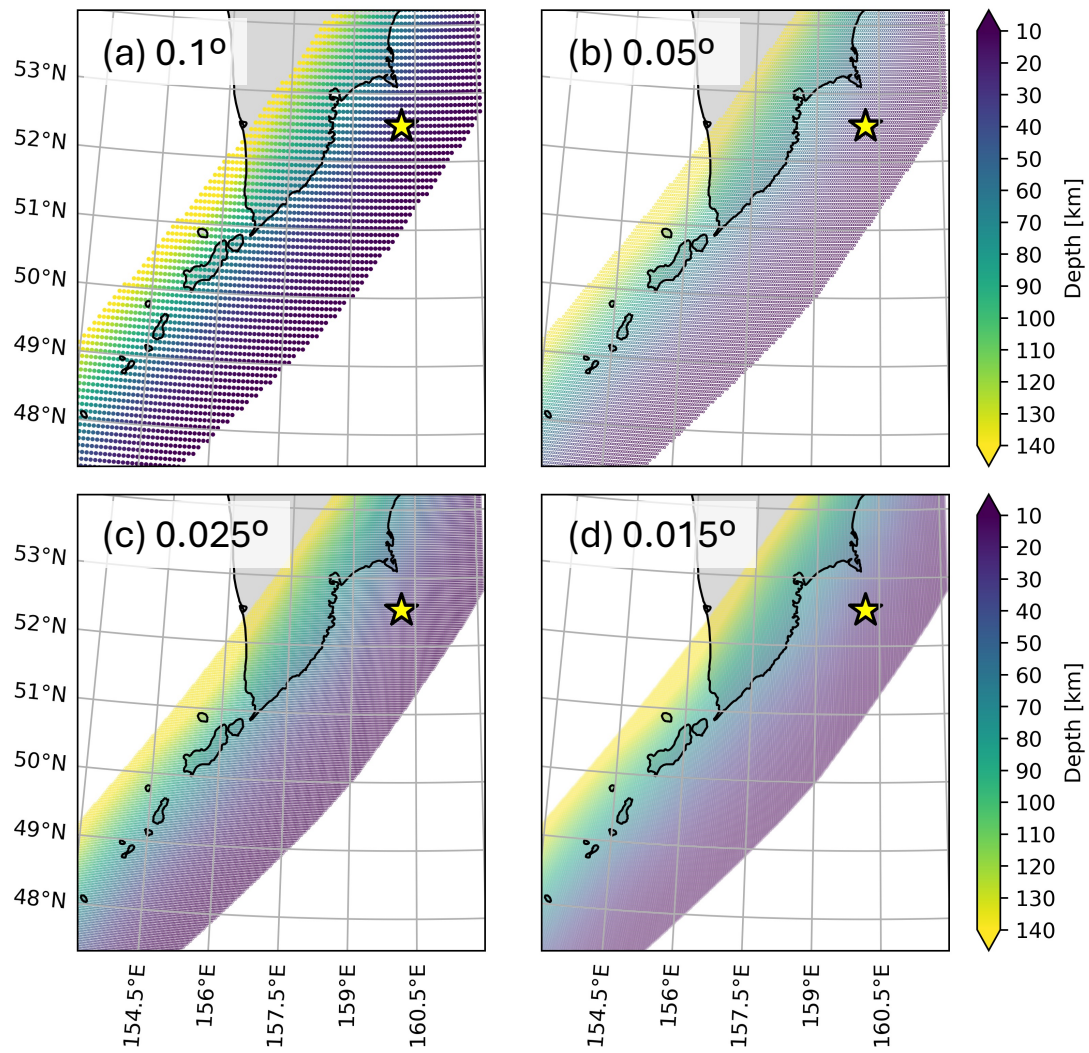 (a) 0.1º
(b) 0.05º
53°N
52°N
51°N
50°N
49°N
48°N
10
20
30
40
50
60
70
80
90
100
110
120
130
140
Depth [km]
(c) 0.025º
(d) 0.015º
53°N
52°N
51°N
50°N
49°N
48°N
10
20
30
40
50
60
70
80
90
100
110
120
130
140
Depth [km]
154.5°E
156°E
157.5°E
159°E
160.5°E
154.5°E
156°E
157.5°E
159°E
160.5°E